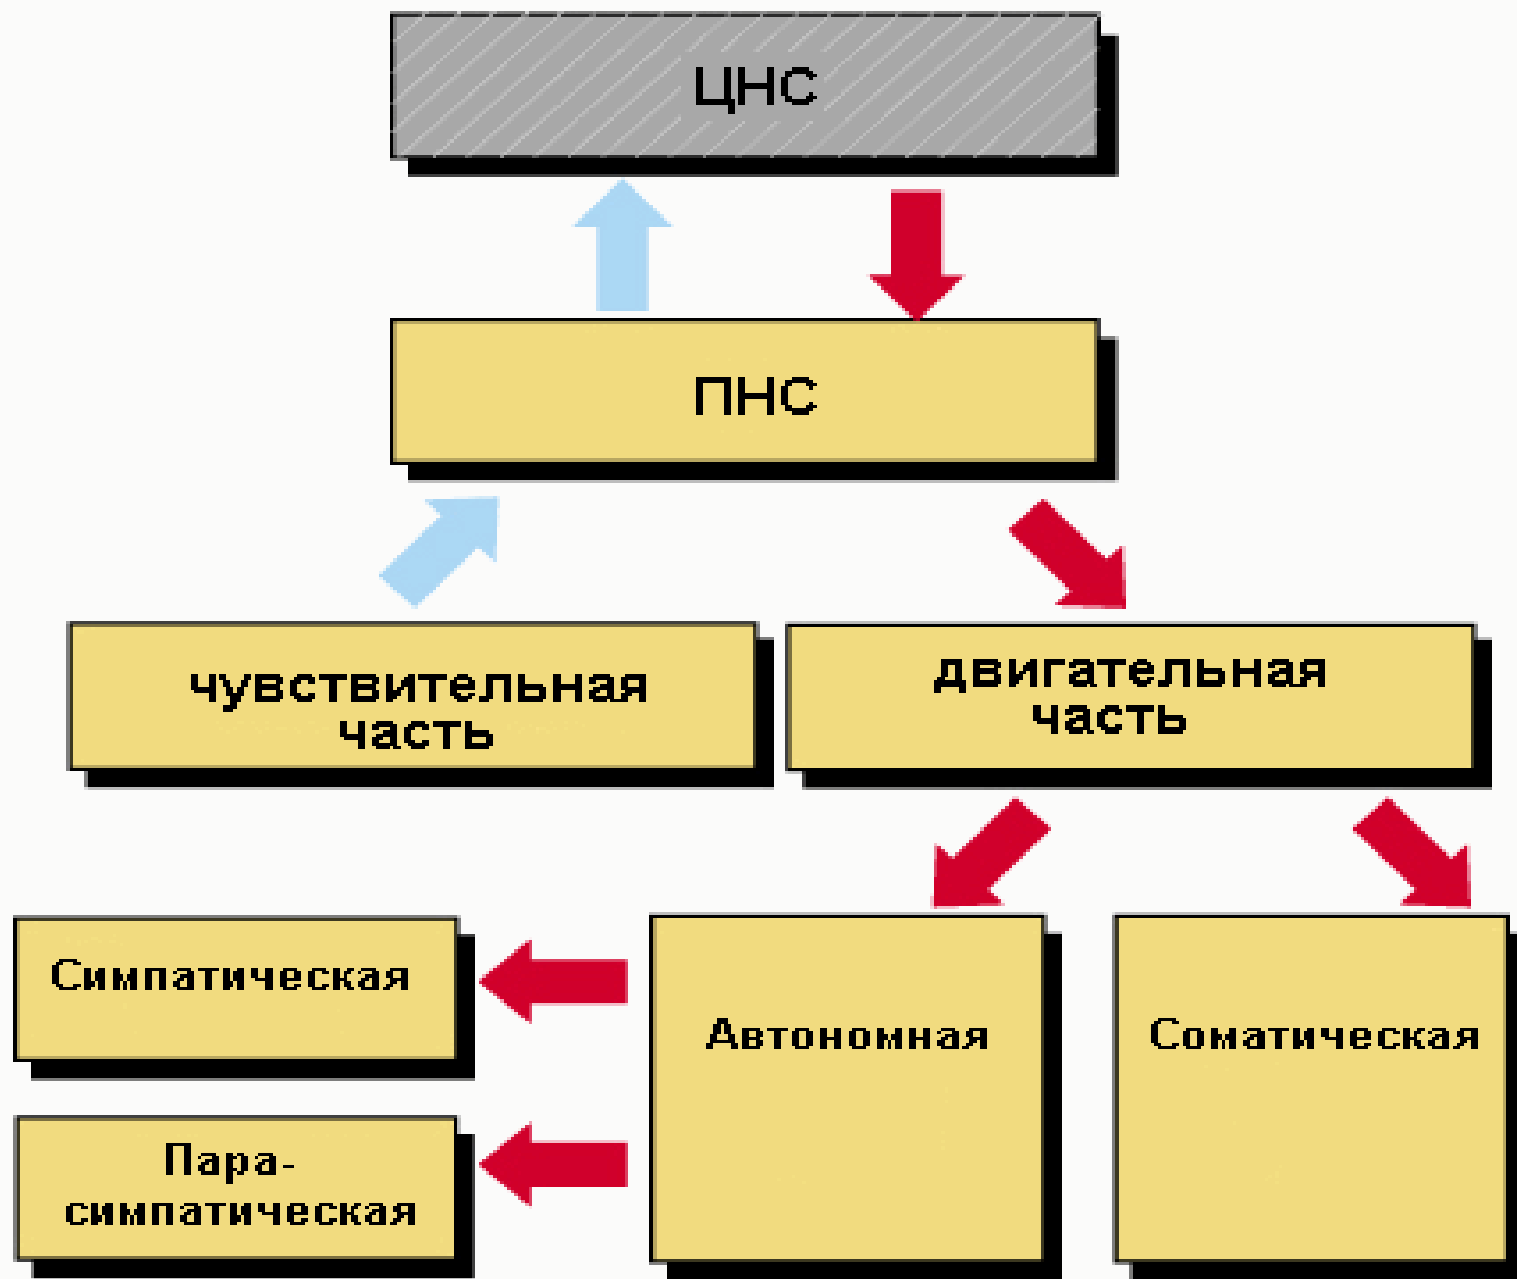 ЦНС
ПНС
чувствительная
часть
двигательная
часть
Симпатическая
Автономная
Соматическая
Пара-
симпатическая